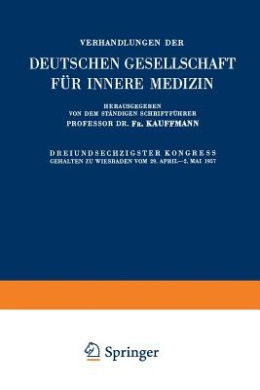 VERHANDLUNGEN DER
DEUTSCHEN GESELLSCHAFT
FÜR INNERE MEDIZIN
HERAUSGEGEBEN
VON DEM STÄNDIGEN SCHRIFTFÜHRER
PROFESSOR DR. FR. KAUFFMANN
DREIUNDSECHZIGSTER KONGRESS
GEHALTEN ZU WIESBADEN VOM 29. APRIL—2. MAI 1957
Springer